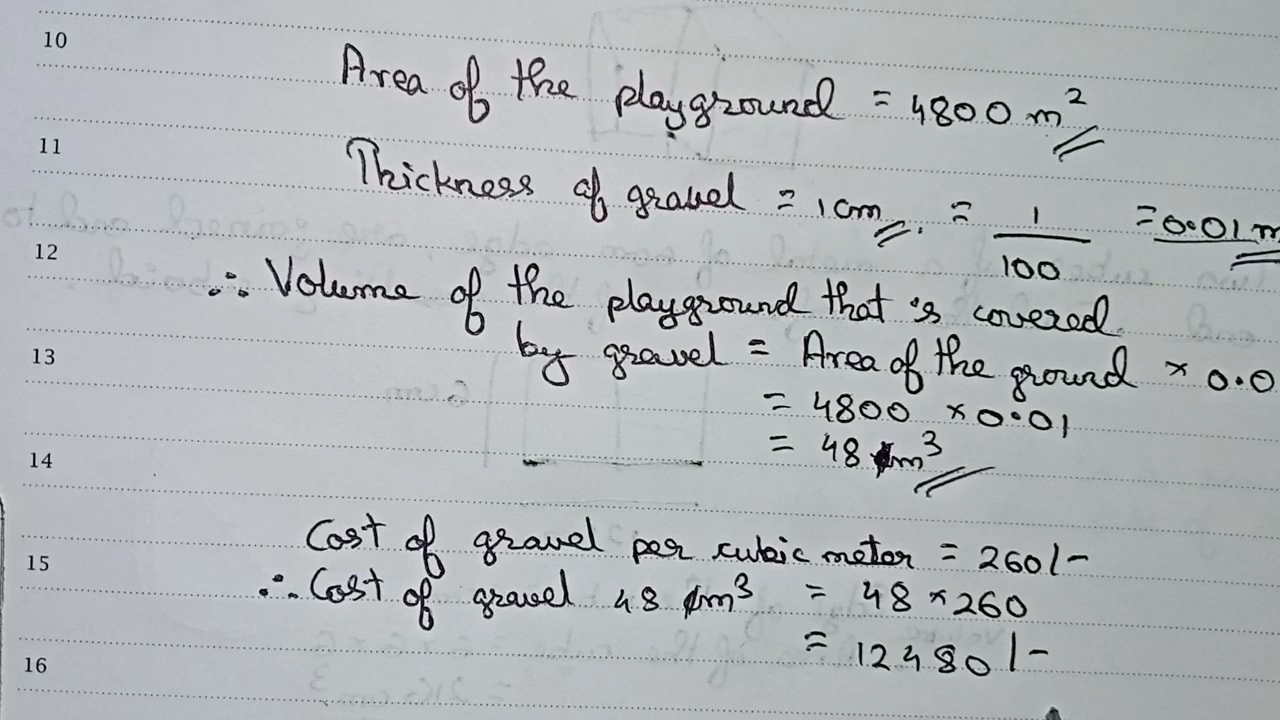 10
Area of the playground = 4800 m²
11
Thickness of gravel = 1 cm. = 1/100 = 0.01 m
12
∴ Volume of the playground that is covered
by gravel = Area of the ground × 0.0
13
= 4800 × 0.01
= 48 m³
14
Cost of gravel per cubic meter = 260/-
15
∴ Cost of gravel 48 m³ = 48 × 260
= 12480/-
16